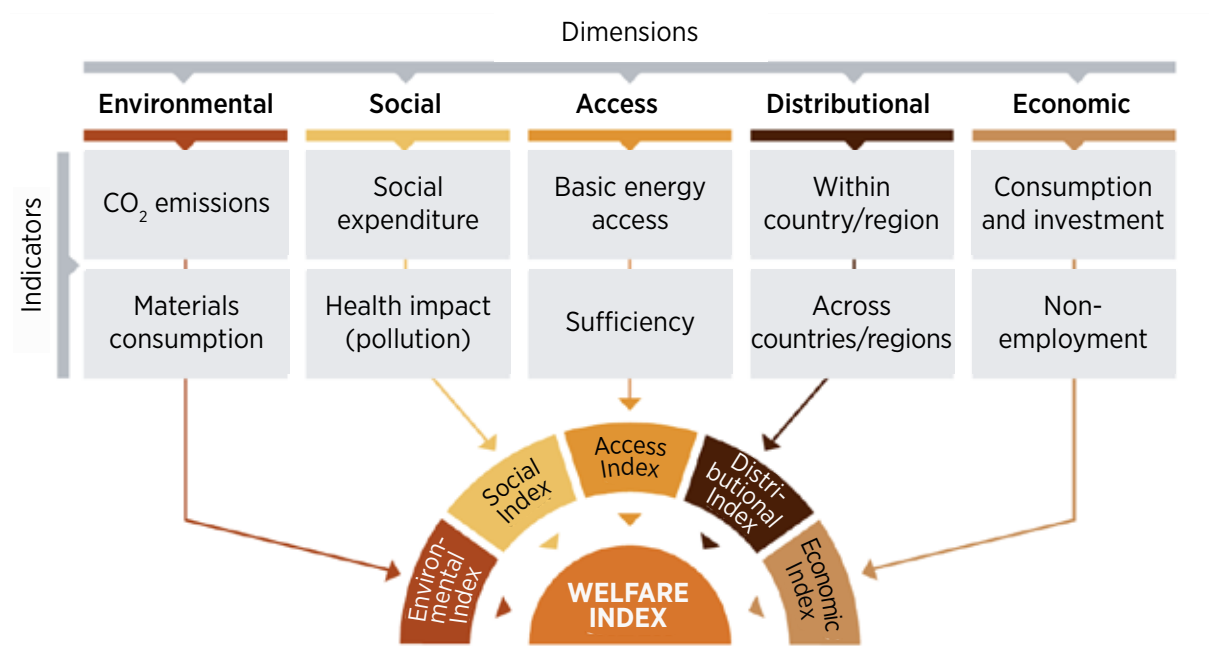 Dimensions
Environmental
Social
Access
Distributional
Economic
Indicators
CO₂ emissions
Social
expenditure
Basic energy
access
Within
country/region
Consumption
and investment
Materials
consumption
Health impact
(pollution)
Sufficiency
Across
countries/regions
Non-
employment
Environ-
mental
Index
Social
Index
Access
Index
Distri-
butional
Index
Economic
Index
WELFARE
INDEX